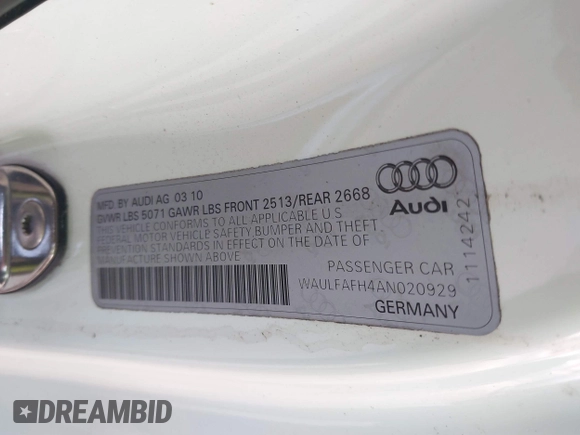 MFD. BY AUDI AG 03 10
GVWR LBS 5071 GAWR LBS FRONT 2513/REAR 2668
THIS VEHICLE CONFORMS TO ALL APPLICABLE U S
FEDERAL MOTOR VEHICLE SAFETY BUMPER AND THEFT
PREVENTION STANDARDS IN EFFECT ON THE DATE OF
MANUFACTURE SHOWN ABOVE
Audi
1114242
PASSENGER CAR
WAULFAFH4AN020929
GERMANY
DREAMBID